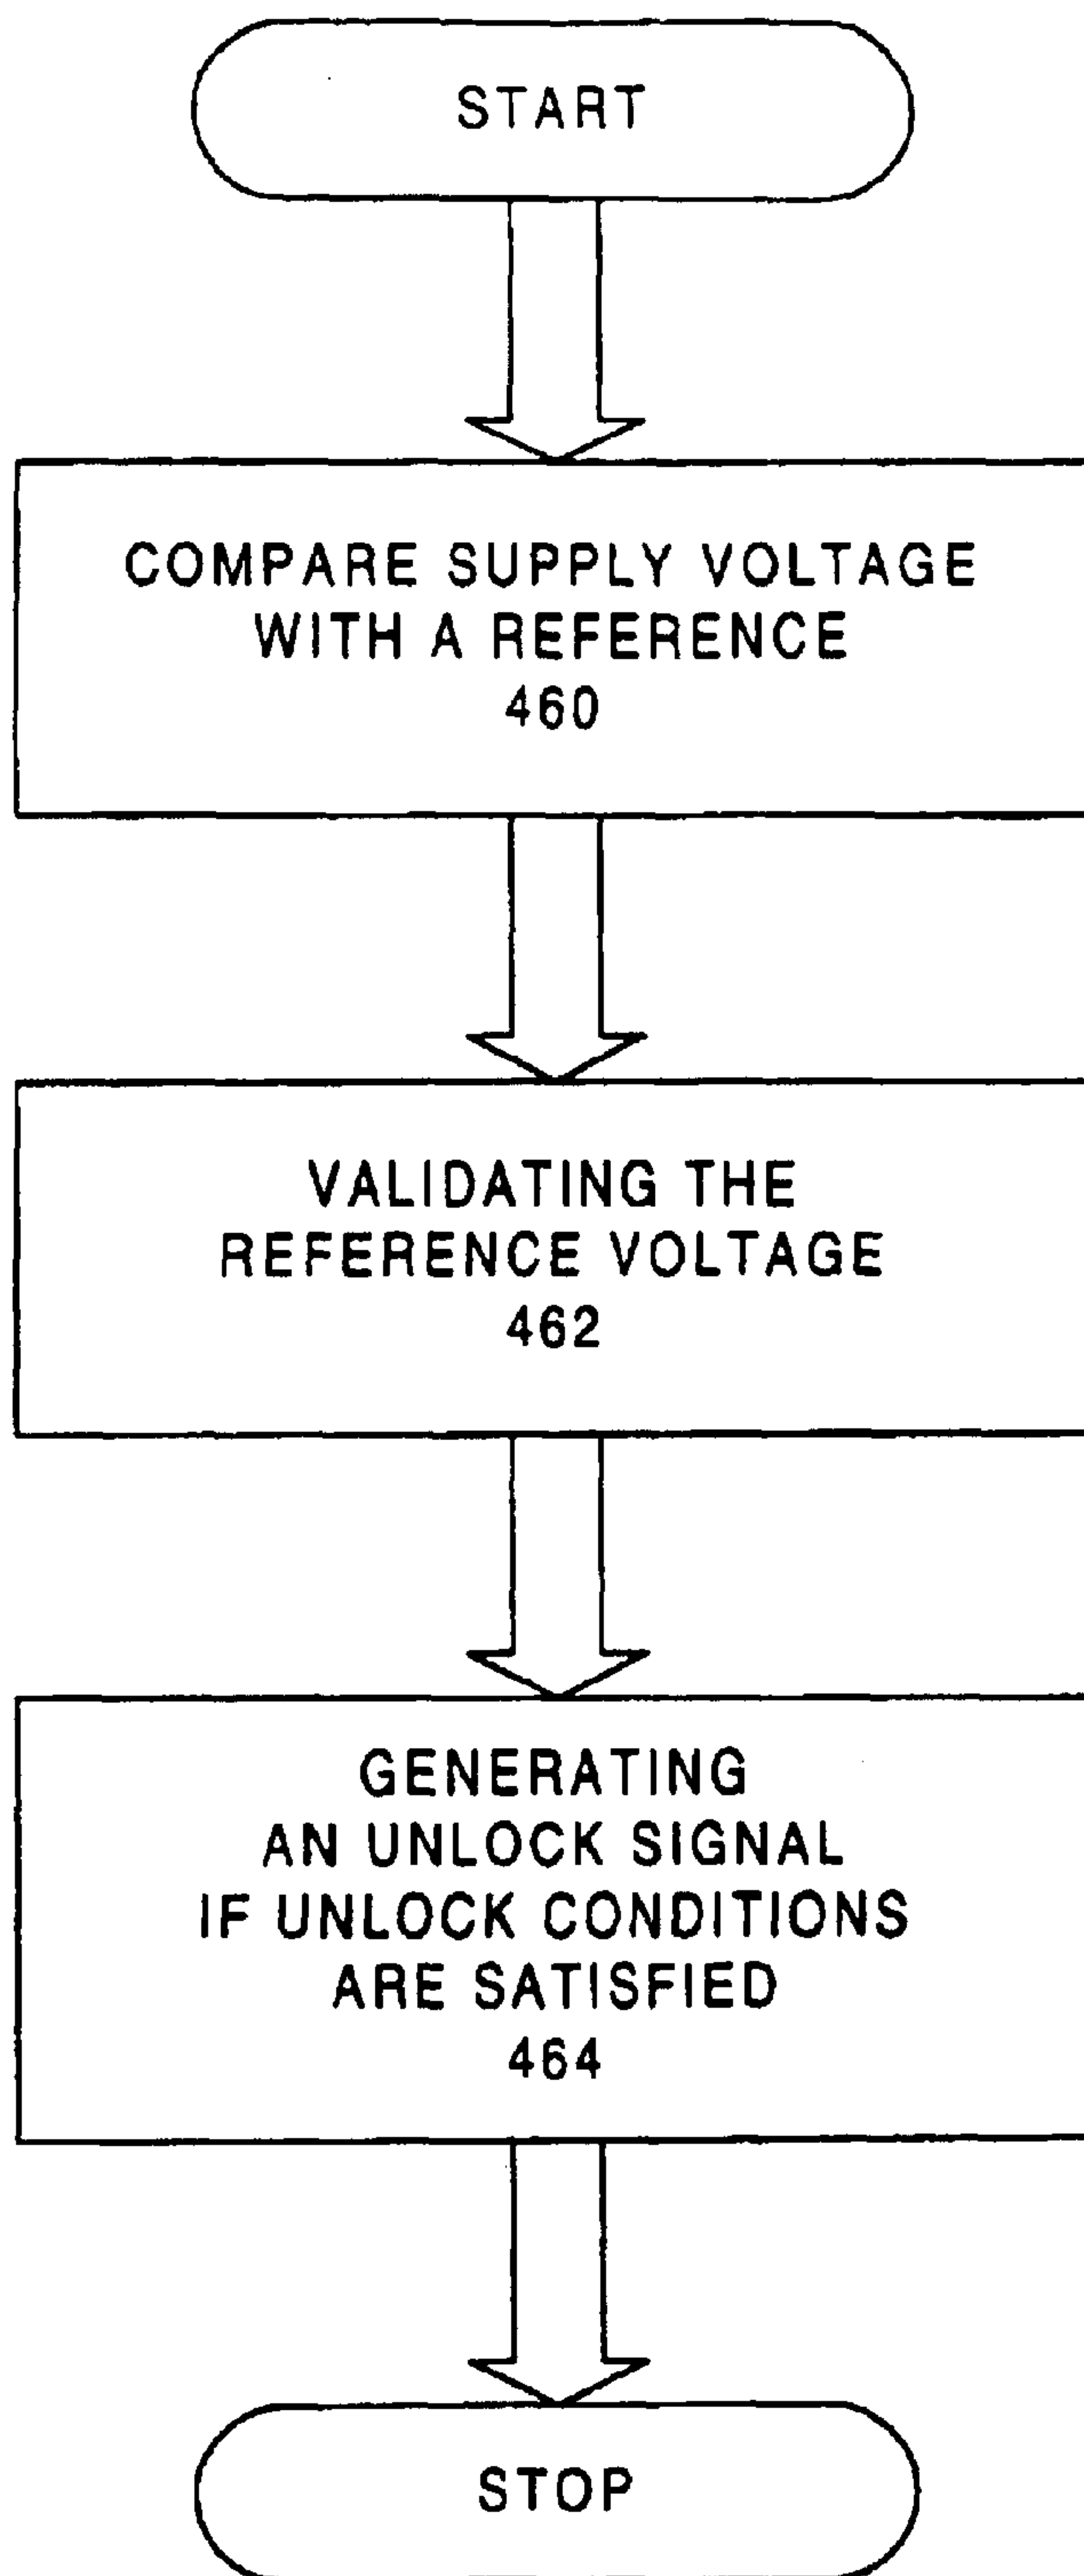 START
COMPARE SUPPLY VOLTAGE
WITH A REFERENCE
460
VALIDATING THE
REFERENCE VOLTAGE
462
GENERATING
AN UNLOCK SIGNAL
IF UNLOCK CONDITIONS
ARE SATISFIED
464
STOP